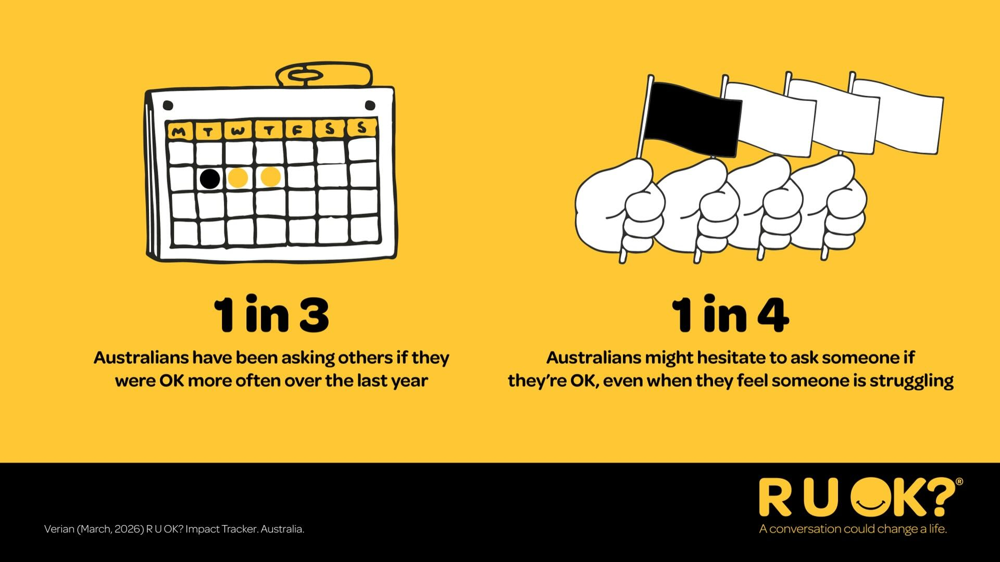 M T W T F S S
1 in 3
Australians have been asking others if they
were OK more often over the last year
1 in 4
Australians might hesitate to ask someone if
they're OK, even when they feel someone is struggling
Verian (March, 2026) R U OK? Impact Tracker. Australia.
R U OK?®
A conversation could change a life.